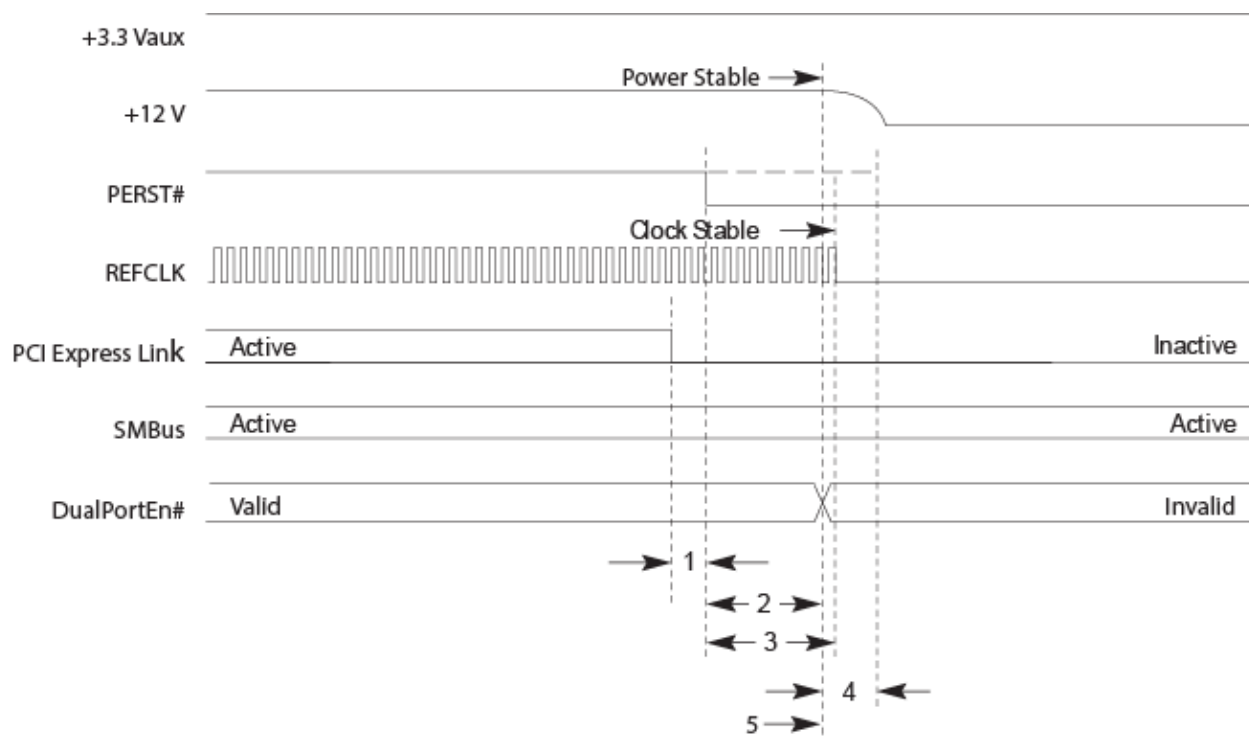 +3.3 Vaux
Power Stable
+12 V
PERST#
Clock Stable
REFCLK
PCI Express Link
Active
Inactive
SMBus
Active
Active
DualPortEn#
Valid
Invalid
1
2
3
4
5